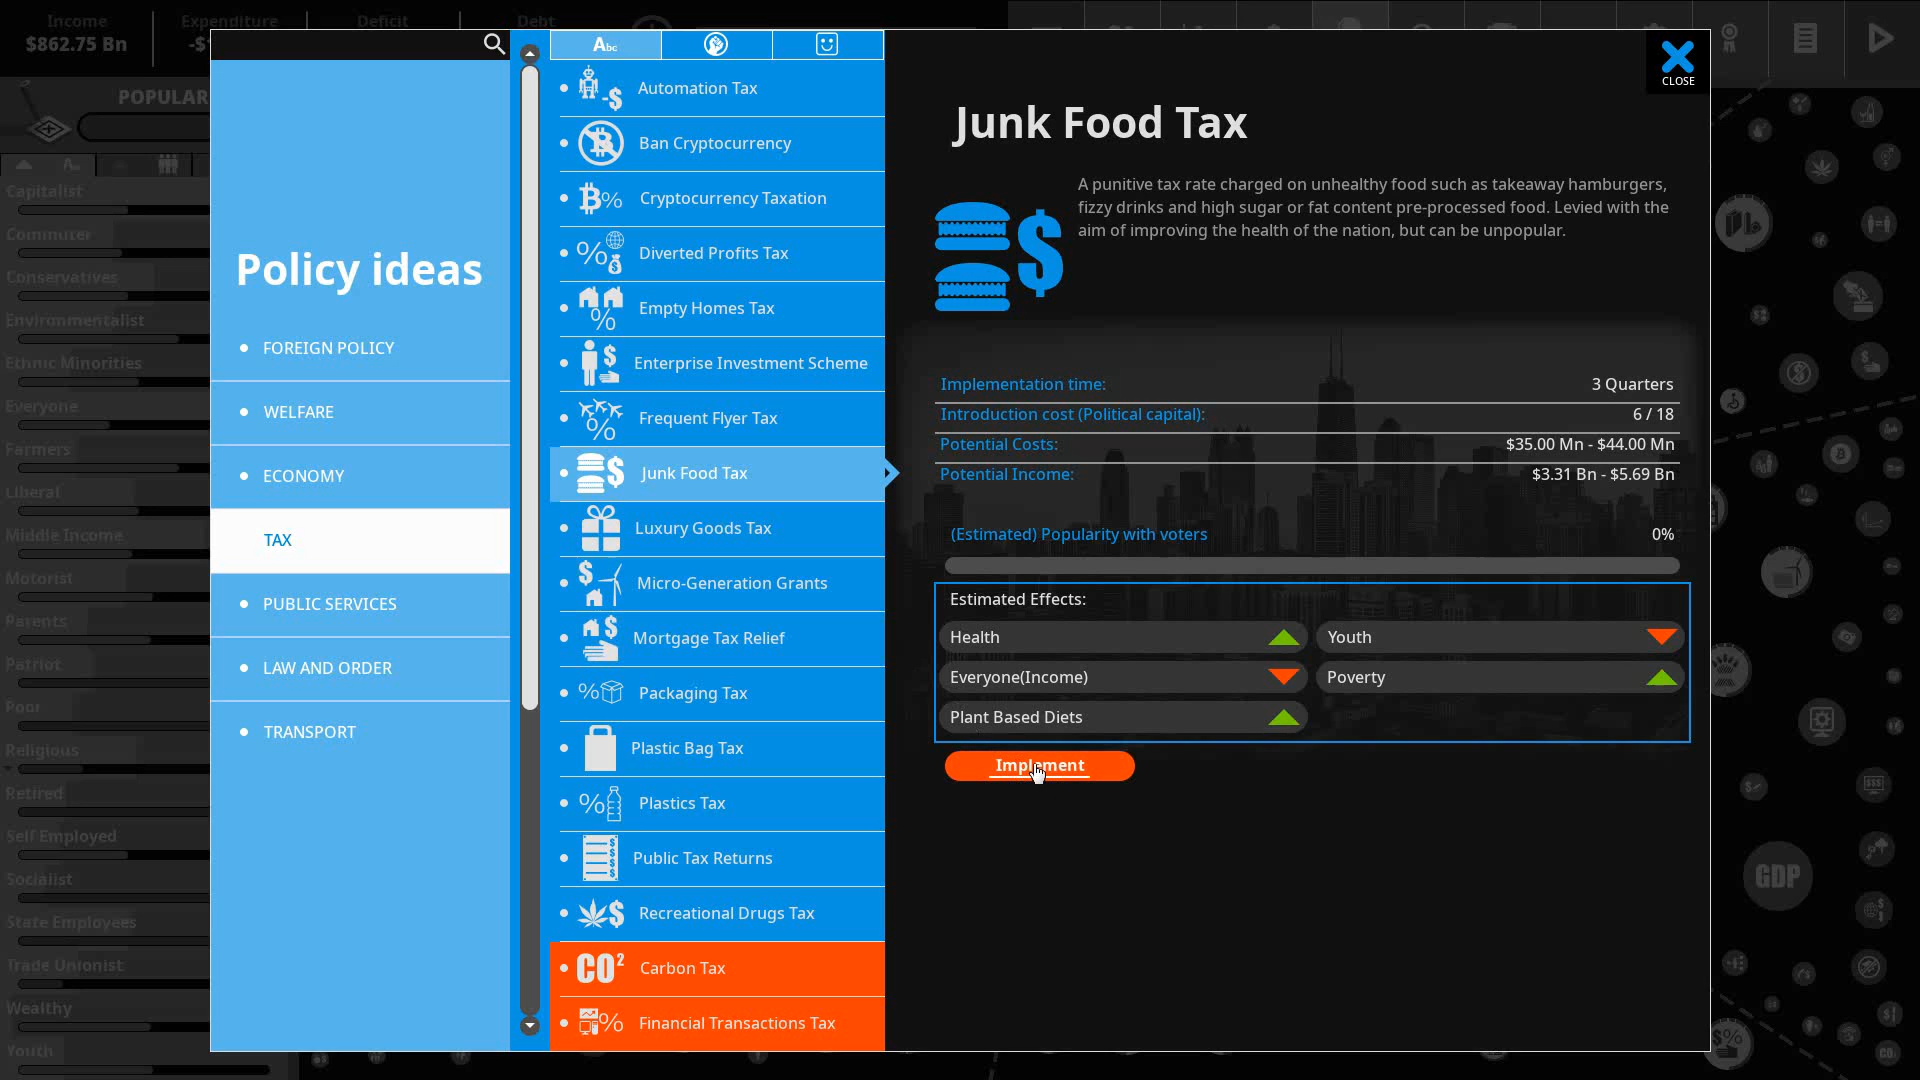 Income
Expenditure
Deficit
Debt
$862.75 Bn
-$
POPULAR
Capitalist
Commuter
Conservatives
Environmentalist
Ethnic Minorities
Everyone
Farmers
Liberal
Middle Income
Motorist
Parents
Patriot
Poor
Religious
Retired
Self Employed
Socialist
State Employees
Trade Unionist
Wealthy
Youth
Policy ideas
FOREIGN POLICY
WELFARE
ECONOMY
TAX
PUBLIC SERVICES
LAW AND ORDER
TRANSPORT
Abc
Automation Tax
Ban Cryptocurrency
Cryptocurrency Taxation
Diverted Profits Tax
Empty Homes Tax
Enterprise Investment Scheme
Frequent Flyer Tax
Junk Food Tax
Luxury Goods Tax
Micro-Generation Grants
Mortgage Tax Relief
Packaging Tax
Plastic Bag Tax
Plastics Tax
Public Tax Returns
Recreational Drugs Tax
CO² Carbon Tax
Financial Transactions Tax
CLOSE
Junk Food Tax
A punitive tax rate charged on unhealthy food such as takeaway hamburgers,
fizzy drinks and high sugar or fat content pre-processed food. Levied with the
aim of improving the health of the nation, but can be unpopular.
Implementation time: 3 Quarters
Introduction cost (Political capital): 6 / 18
Potential Costs: $35.00 Mn - $44.00 Mn
Potential Income: $3.31 Bn - $5.69 Bn
(Estimated) Popularity with voters 0%
Estimated Effects:
Health
Youth
Everyone(Income)
Poverty
Plant Based Diets
Implement
GDP